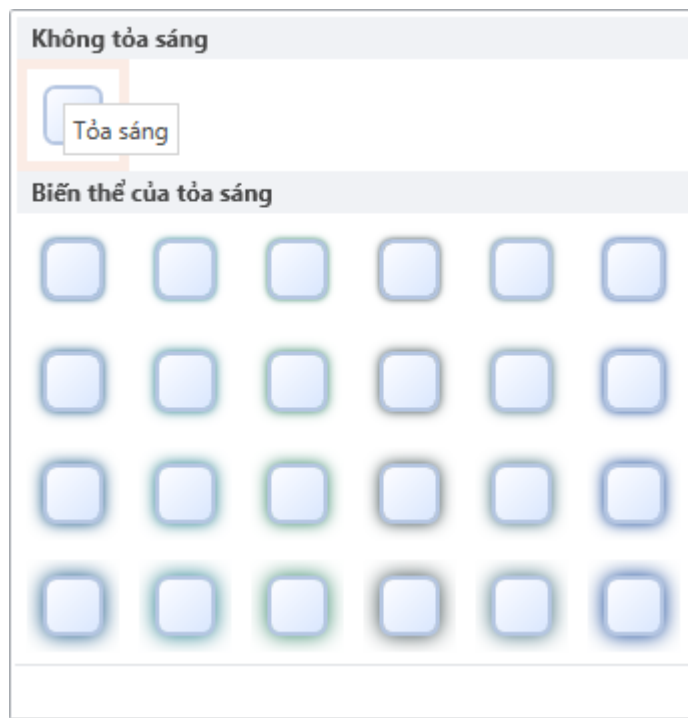 Không tỏa sáng
Tỏa sáng
Biến thể của tỏa sáng